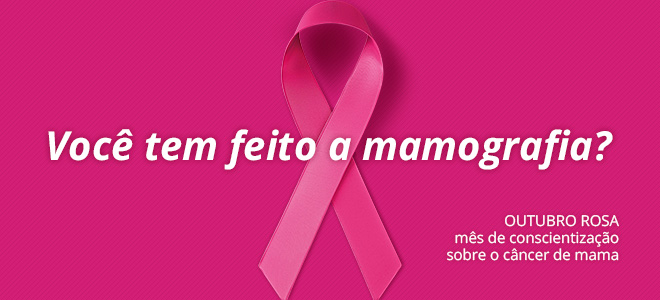 Você tem feito a mamografia?
OUTUBRO ROSA
mês de conscientização
sobre o câncer de mama